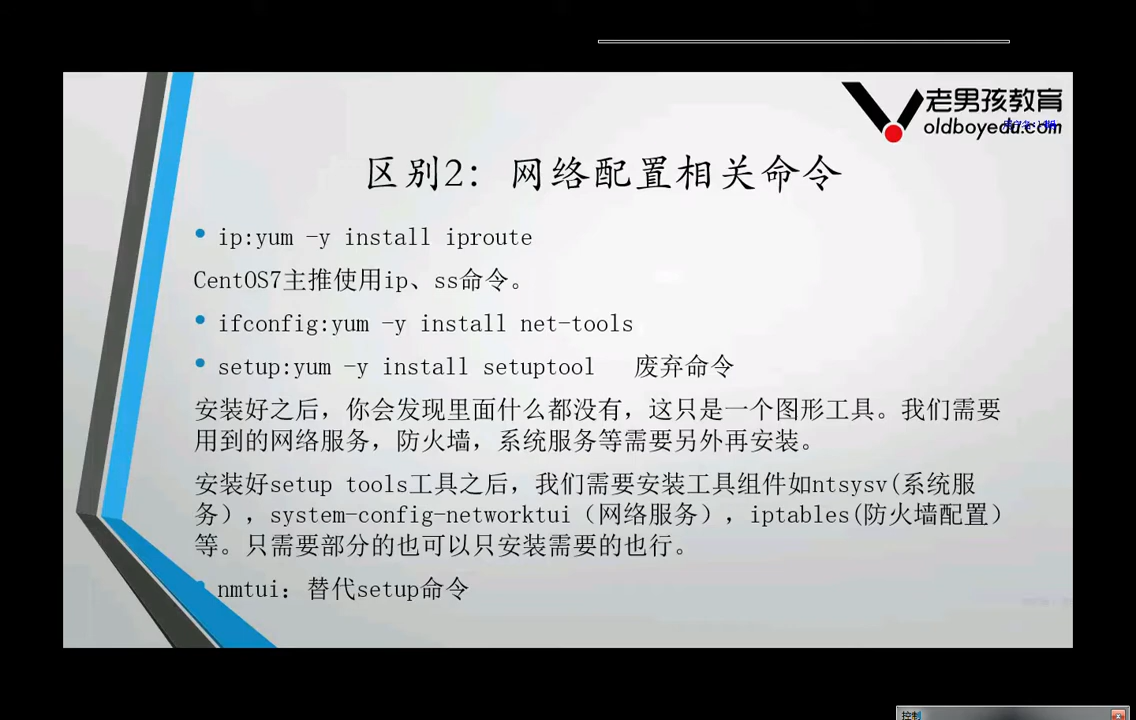 老男孩教育
oldboyedu.com
区别2：网络配置相关命令
• ip:yum -y install iproute
CentOS7主推使用ip、ss命令。
• ifconfig:yum -y install net-tools
• setup:yum -y install setuptool 废弃命令
安装好之后，你会发现里面什么都没有，这只是一个图形工具。我们需要
用到的网络服务，防火墙，系统服务等需要另外再安装。
安装好setup tools工具之后，我们需要安装工具组件如ntsysv(系统服
务），system-config-networktui（网络服务），iptables(防火墙配置）
等。只需要部分的也可以只安装需要的也行。
• nmtui：替代setup命令
控制